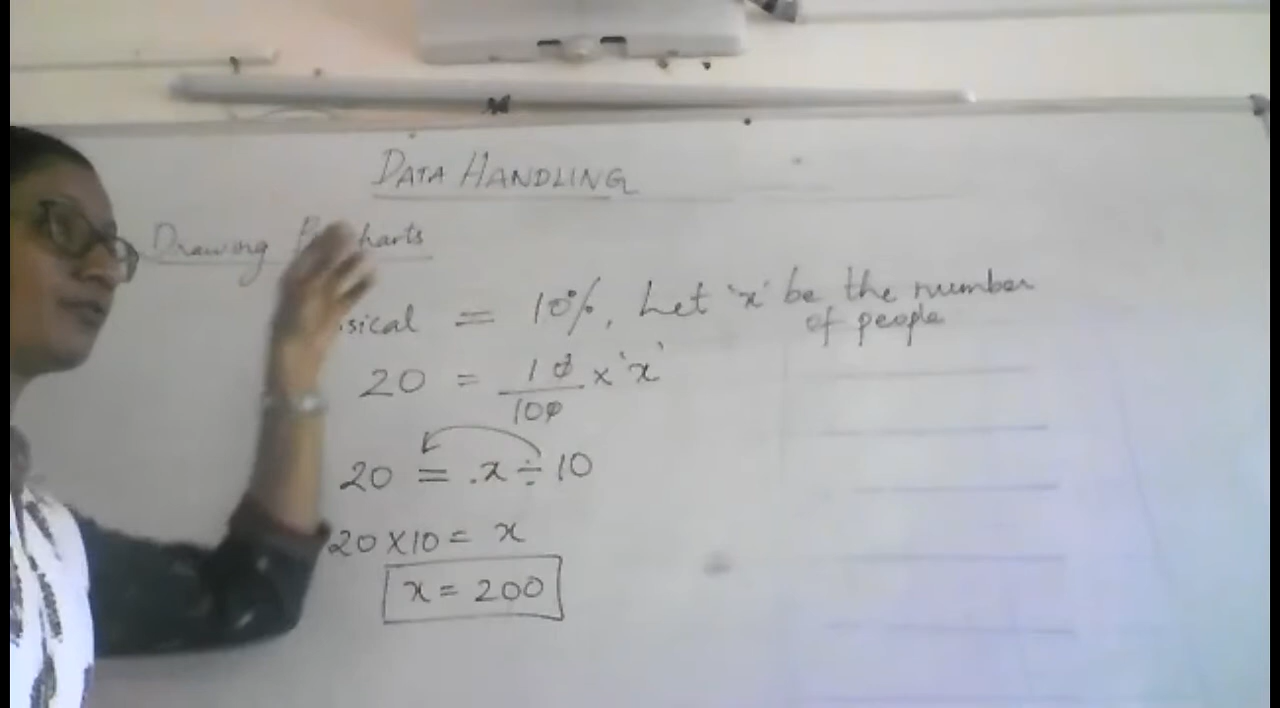 DATA HANDLING
Drawing charts
sical = 10%, Let 'x' be the number
of people
20 = 10/100 x 'x'
20 = x ÷ 10
20 x 10 = x
x = 200